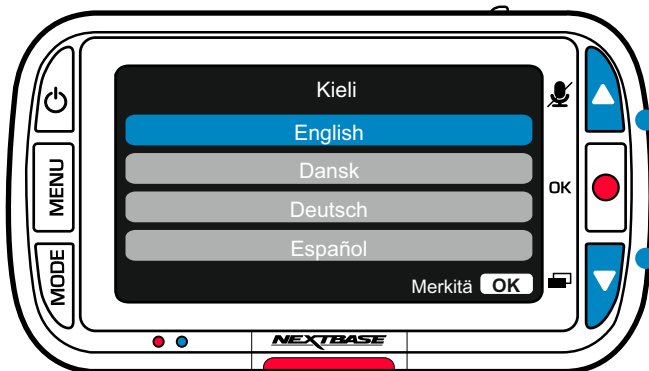 Kieli
English
Dansk
Deutsch
Español
Merkitä OK
MENU
MODE
OK
NEXTBASE